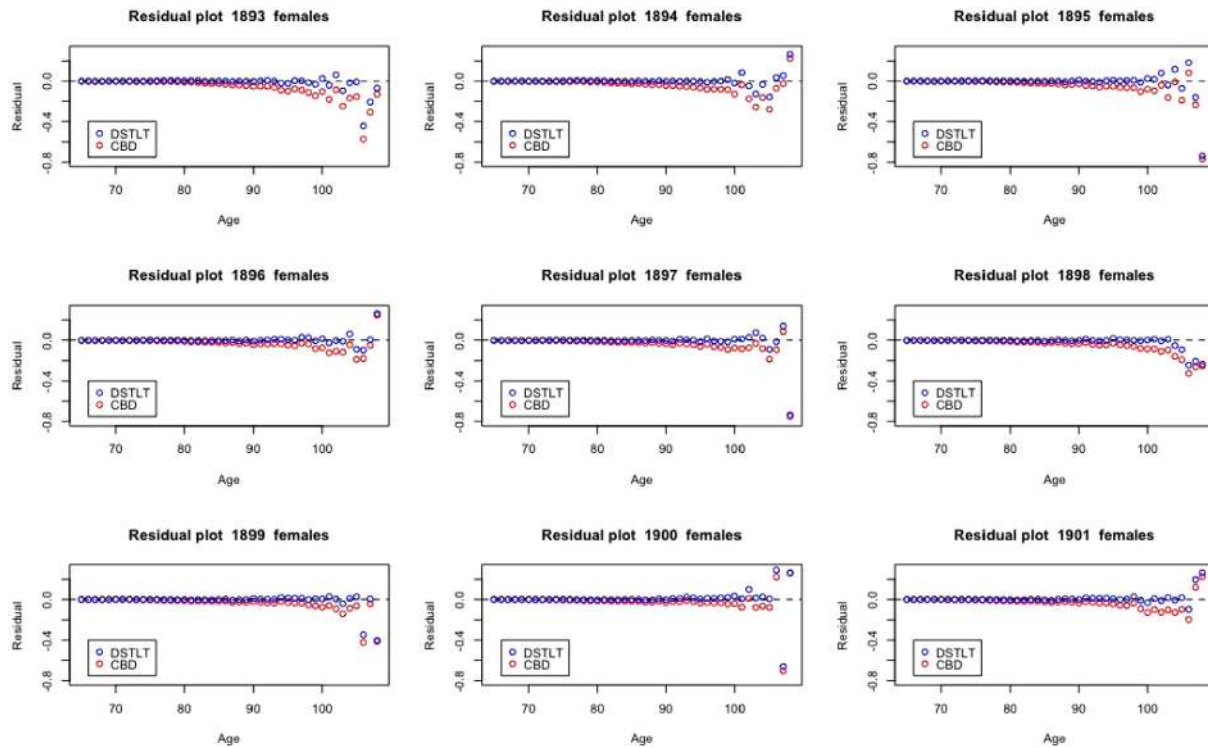 Residual plot 1893 females
Residual
0.0
-0.4
-0.8
DSTLT
CBD
70 80 90 100
Age
Residual plot 1894 females
Residual
0.0
-0.4
-0.8
DSTLT
CBD
70 80 90 100
Age
Residual plot 1895 females
Residual
0.0
-0.4
-0.8
DSTLT
CBD
70 80 90 100
Age
Residual plot 1896 females
Residual
0.0
-0.4
-0.8
DSTLT
CBD
70 80 90 100
Age
Residual plot 1897 females
Residual
0.0
-0.4
-0.8
DSTLT
CBD
70 80 90 100
Age
Residual plot 1898 females
Residual
0.0
-0.4
-0.8
DSTLT
CBD
70 80 90 100
Age
Residual plot 1899 females
Residual
0.0
-0.4
-0.8
DSTLT
CBD
70 80 90 100
Age
Residual plot 1900 females
Residual
0.0
-0.4
-0.8
DSTLT
CBD
70 80 90 100
Age
Residual plot 1901 females
Residual
0.0
-0.4
-0.8
DSTLT
CBD
70 80 90 100
Age